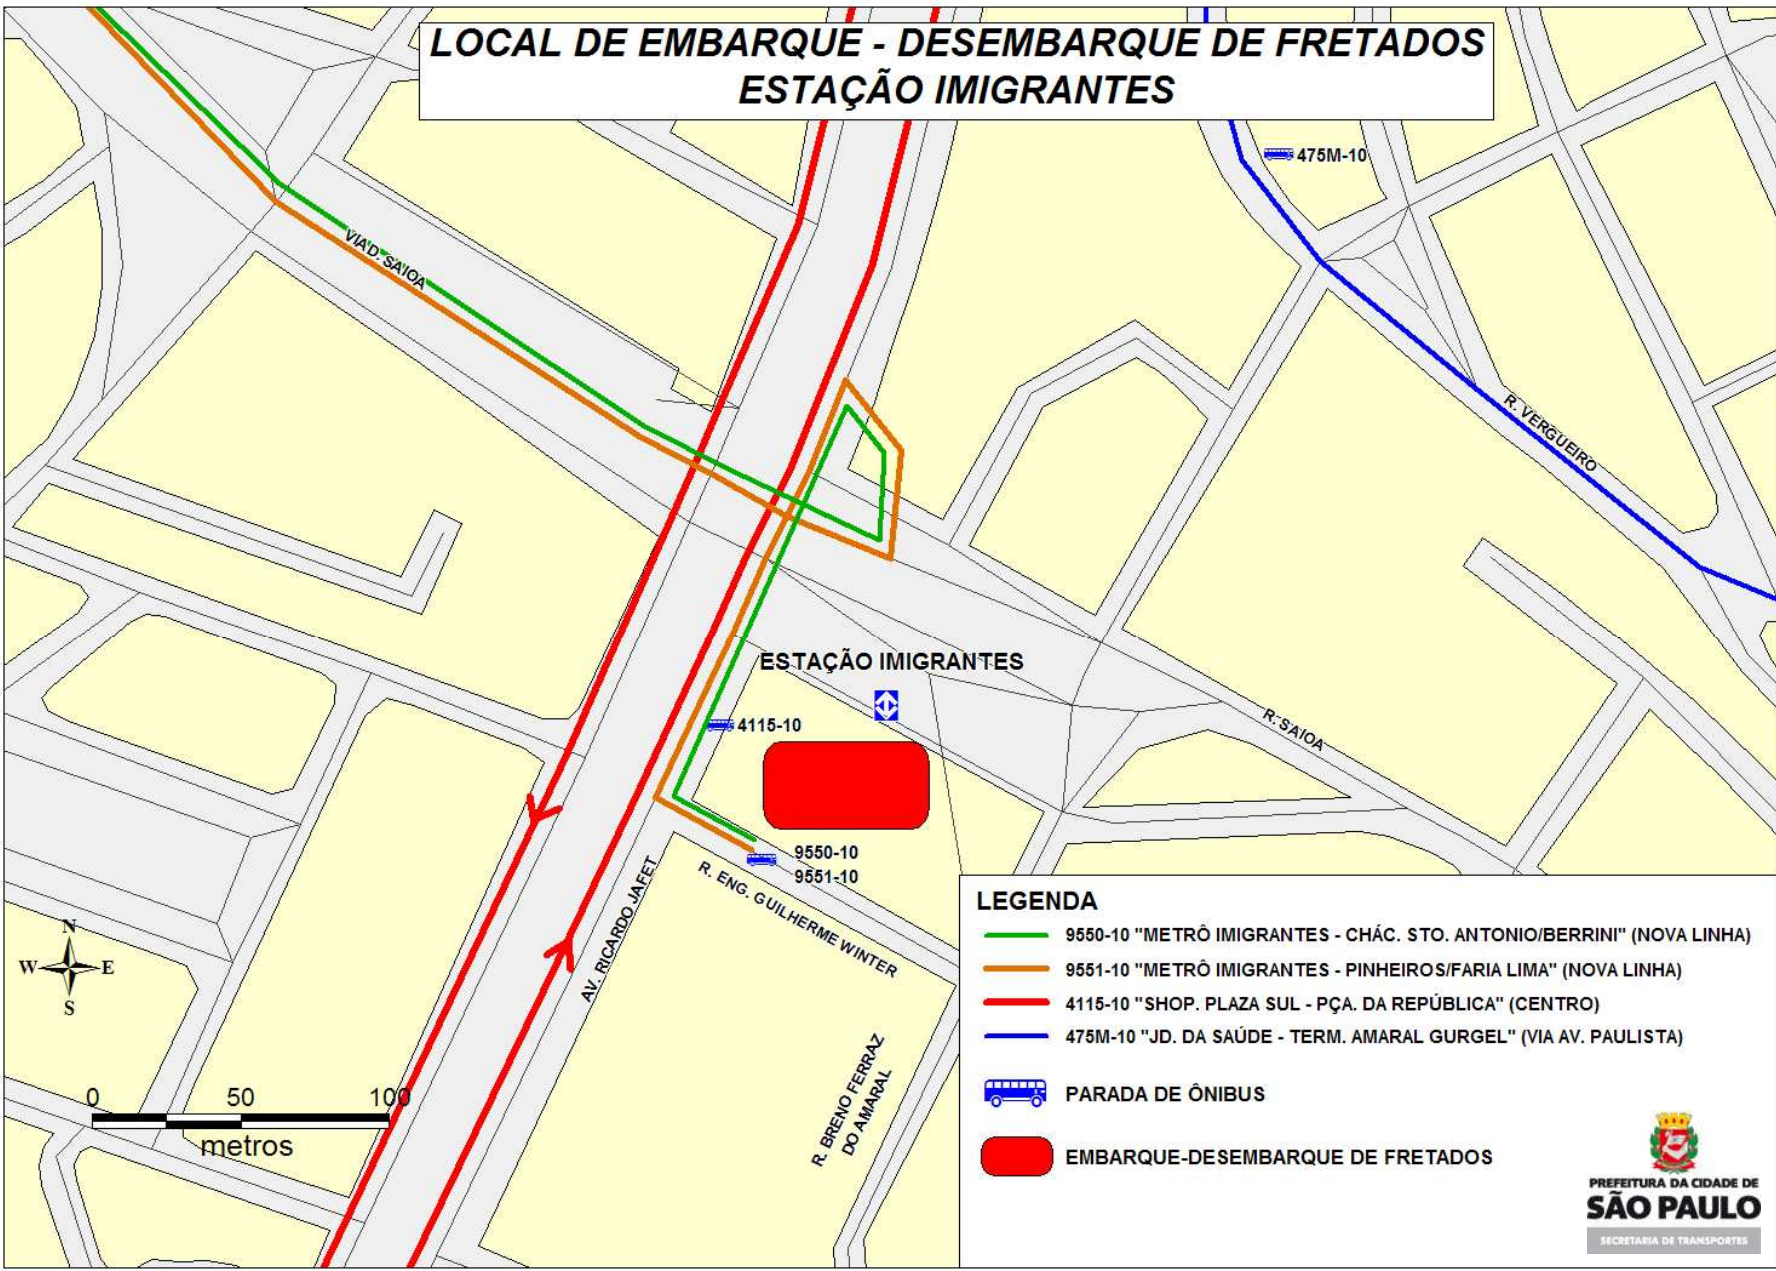 LOCAL DE EMBARQUE - DESEMBARQUE DE FRETADOS
ESTAÇÃO IMIGRANTES
475M-10
VIAD. SAIOA
R. VERGUEIRO
ESTAÇÃO IMIGRANTES
4115-10
R. SAIOA
9550-10
9551-10
R. ENG. GUILHERME WINTER
AV. RICARDO JAFET
R. BRENO FERRAZ
DO AMARAL
N
W E
S
0 50 100
metros
LEGENDA
9550-10 "METRÔ IMIGRANTES - CHÁC. STO. ANTONIO/BERRINI" (NOVA LINHA)
9551-10 "METRÔ IMIGRANTES - PINHEIROS/FARIA LIMA" (NOVA LINHA)
4115-10 "SHOP. PLAZA SUL - PÇA. DA REPÚBLICA" (CENTRO)
475M-10 "JD. DA SAÚDE - TERM. AMARAL GURGEL" (VIA AV. PAULISTA)
PARADA DE ÔNIBUS
EMBARQUE-DESEMBARQUE DE FRETADOS
PREFEITURA DA CIDADE DE
SÃO PAULO
SECRETARIA DE TRANSPORTES